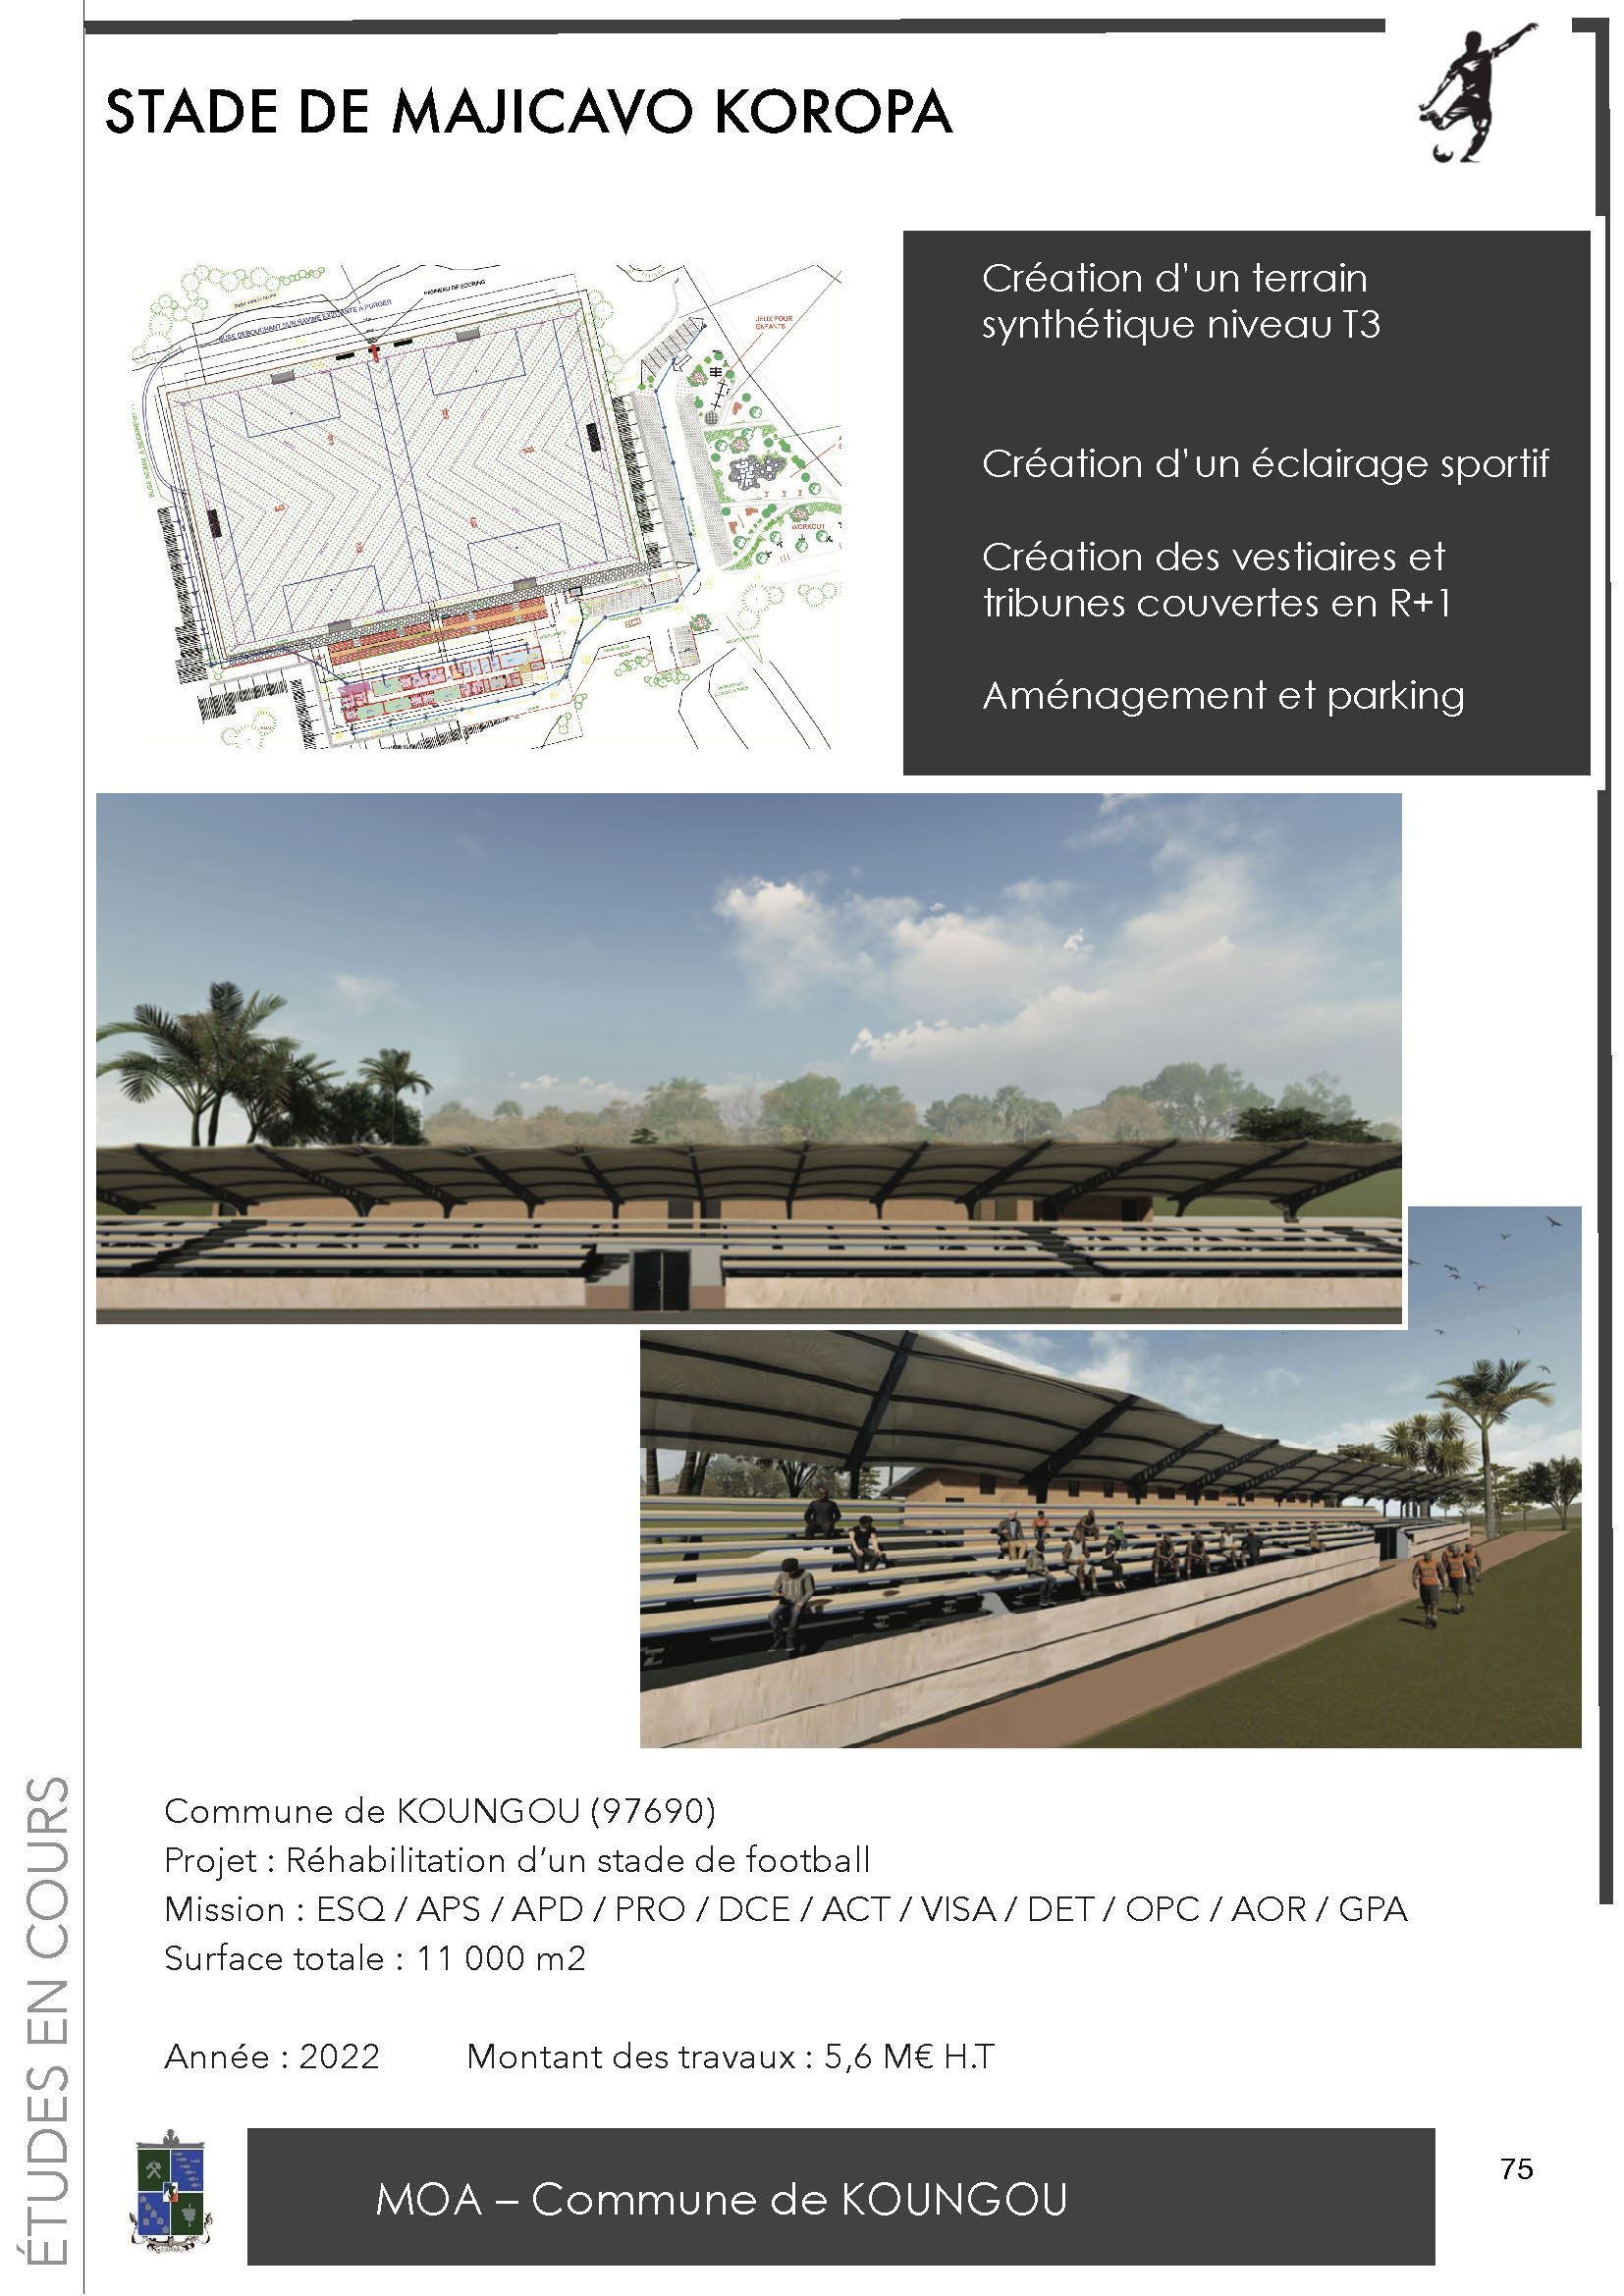 STADE DE MAJICAVO KOROPA
PANNEAU DE SCORING
JEUX POUR
ENFANTS
WORKOUT
Création d'un terrain
synthétique niveau T3
Création d'un éclairage sportif
Création des vestiaires et
tribunes couvertes en R+1
Aménagement et parking
ÉTUDES EN COURS
Commune de KOUNGOU (97690)
Projet : Réhabilitation d'un stade de football
Mission : ESQ / APS / APD / PRO / DCE / ACT / VISA / DET / OPC / AOR / GPA
Surface totale : 11 000 m2
Année : 2022 Montant des travaux : 5,6 M€ H.T
MOA – Commune de KOUNGOU
75